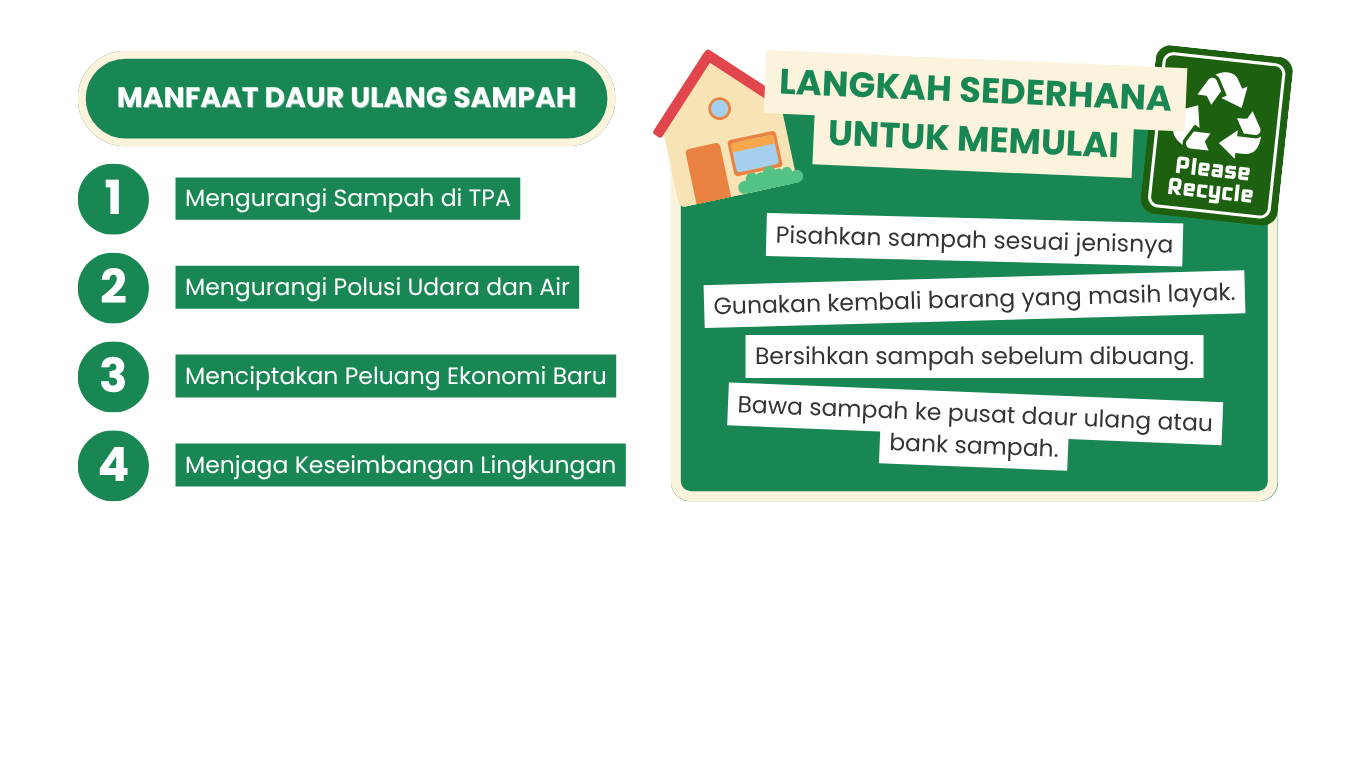 MANFAAT DAUR ULANG SAMPAH
1
Mengurangi Sampah di TPA
2
Mengurangi Polusi Udara dan Air
3
Menciptakan Peluang Ekonomi Baru
4
Menjaga Keseimbangan Lingkungan
LANGKAH SEDERHANA
UNTUK MEMULAI
Please
Recycle
Pisahkan sampah sesuai jenisnya
Gunakan kembali barang yang masih layak.
Bersihkan sampah sebelum dibuang.
Bawa sampah ke pusat daur ulang atau
bank sampah.